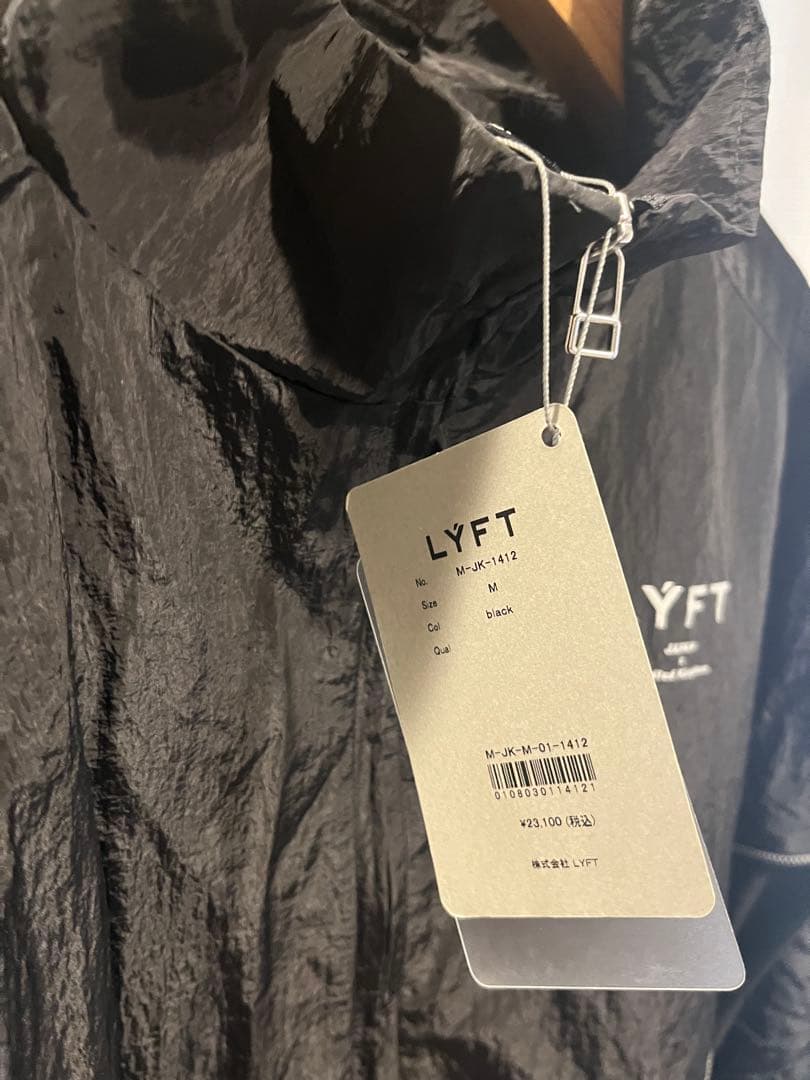 LÝFT
No. M-JK-1412
Size M
Col black
Qual
M-JK-M-01-1412
0108030114121
¥23,100 (税込)
株式会社 LYFT
ÝFT